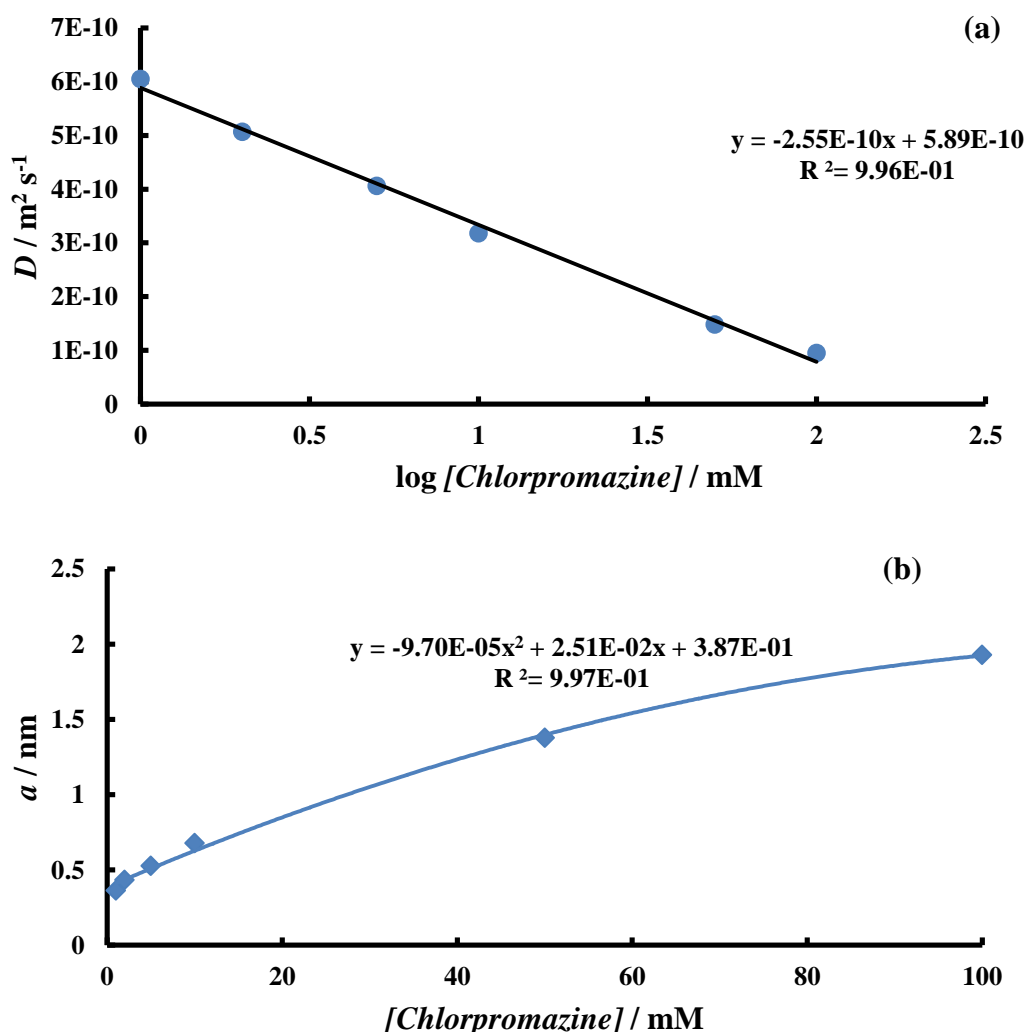 (a)
7E-10
6E-10
5E-10
4E-10
3E-10
2E-10
1E-10
0
D / m² s⁻¹
y = -2.55E-10x + 5.89E-10
R ²= 9.96E-01
0 0.5 1 1.5 2 2.5
log [Chlorpromazine] / mM
(b)
2.5
2
1.5
1
0.5
0
a / nm
y = -9.70E-05x² + 2.51E-02x + 3.87E-01
R ²= 9.97E-01
0 20 40 60 80 100
[Chlorpromazine] / mM